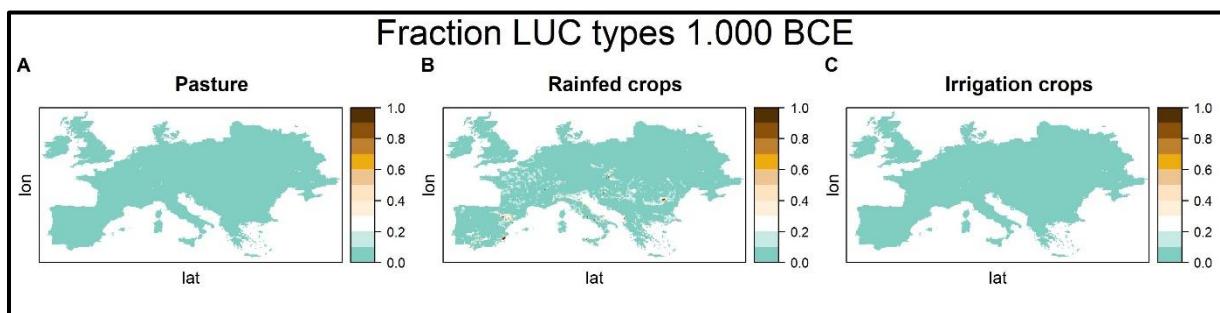 Fraction LUC types 1.000 BCE
A
Pasture
lon
lat
1.0
0.8
0.6
0.4
0.2
0.0
B
Rainfed crops
lon
lat
1.0
0.8
0.6
0.4
0.2
0.0
C
Irrigation crops
lon
lat
1.0
0.8
0.6
0.4
0.2
0.0